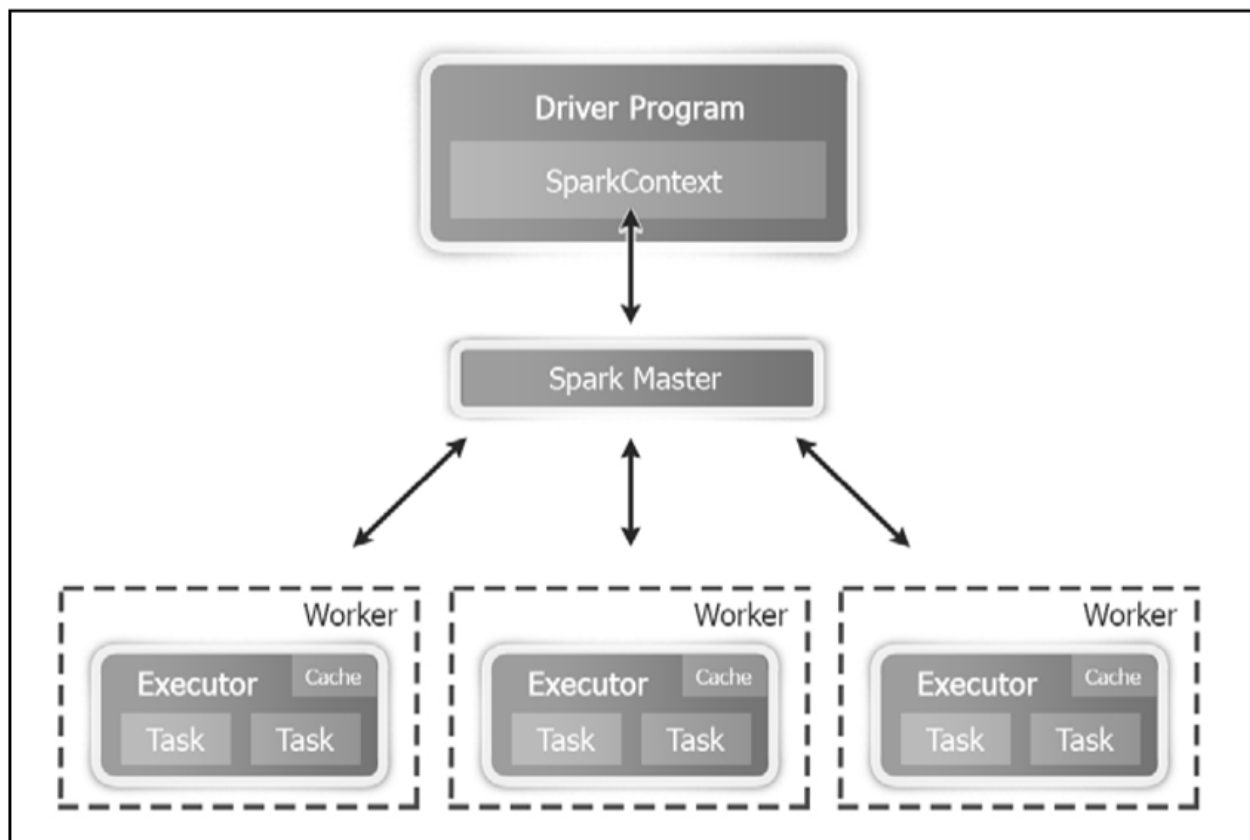 Driver Program
SparkContext
Spark Master
Worker
Executor
Cache
Task
Task
Worker
Executor
Cache
Task
Task
Worker
Executor
Cache
Task
Task